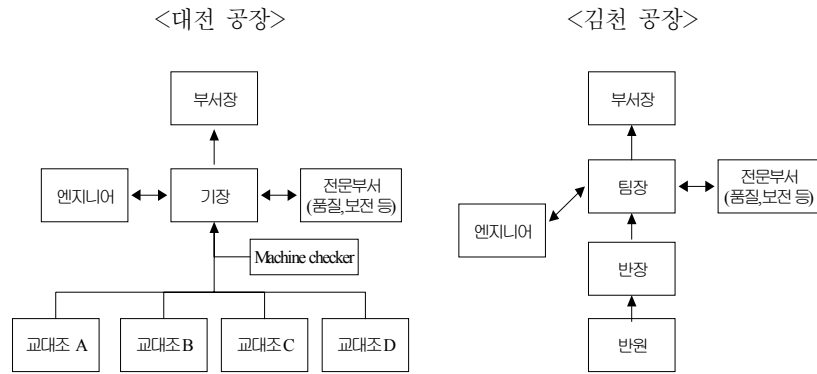 <대전 공장>
<김천 공장>
부서장
부서장
엔지니어
기장
전문부서
(품질,보전 등)
팀장
전문부서
(품질,보전 등)
엔지니어
Machine checker
반장
교대조 A
교대조 B
교대조 C
교대조 D
반원